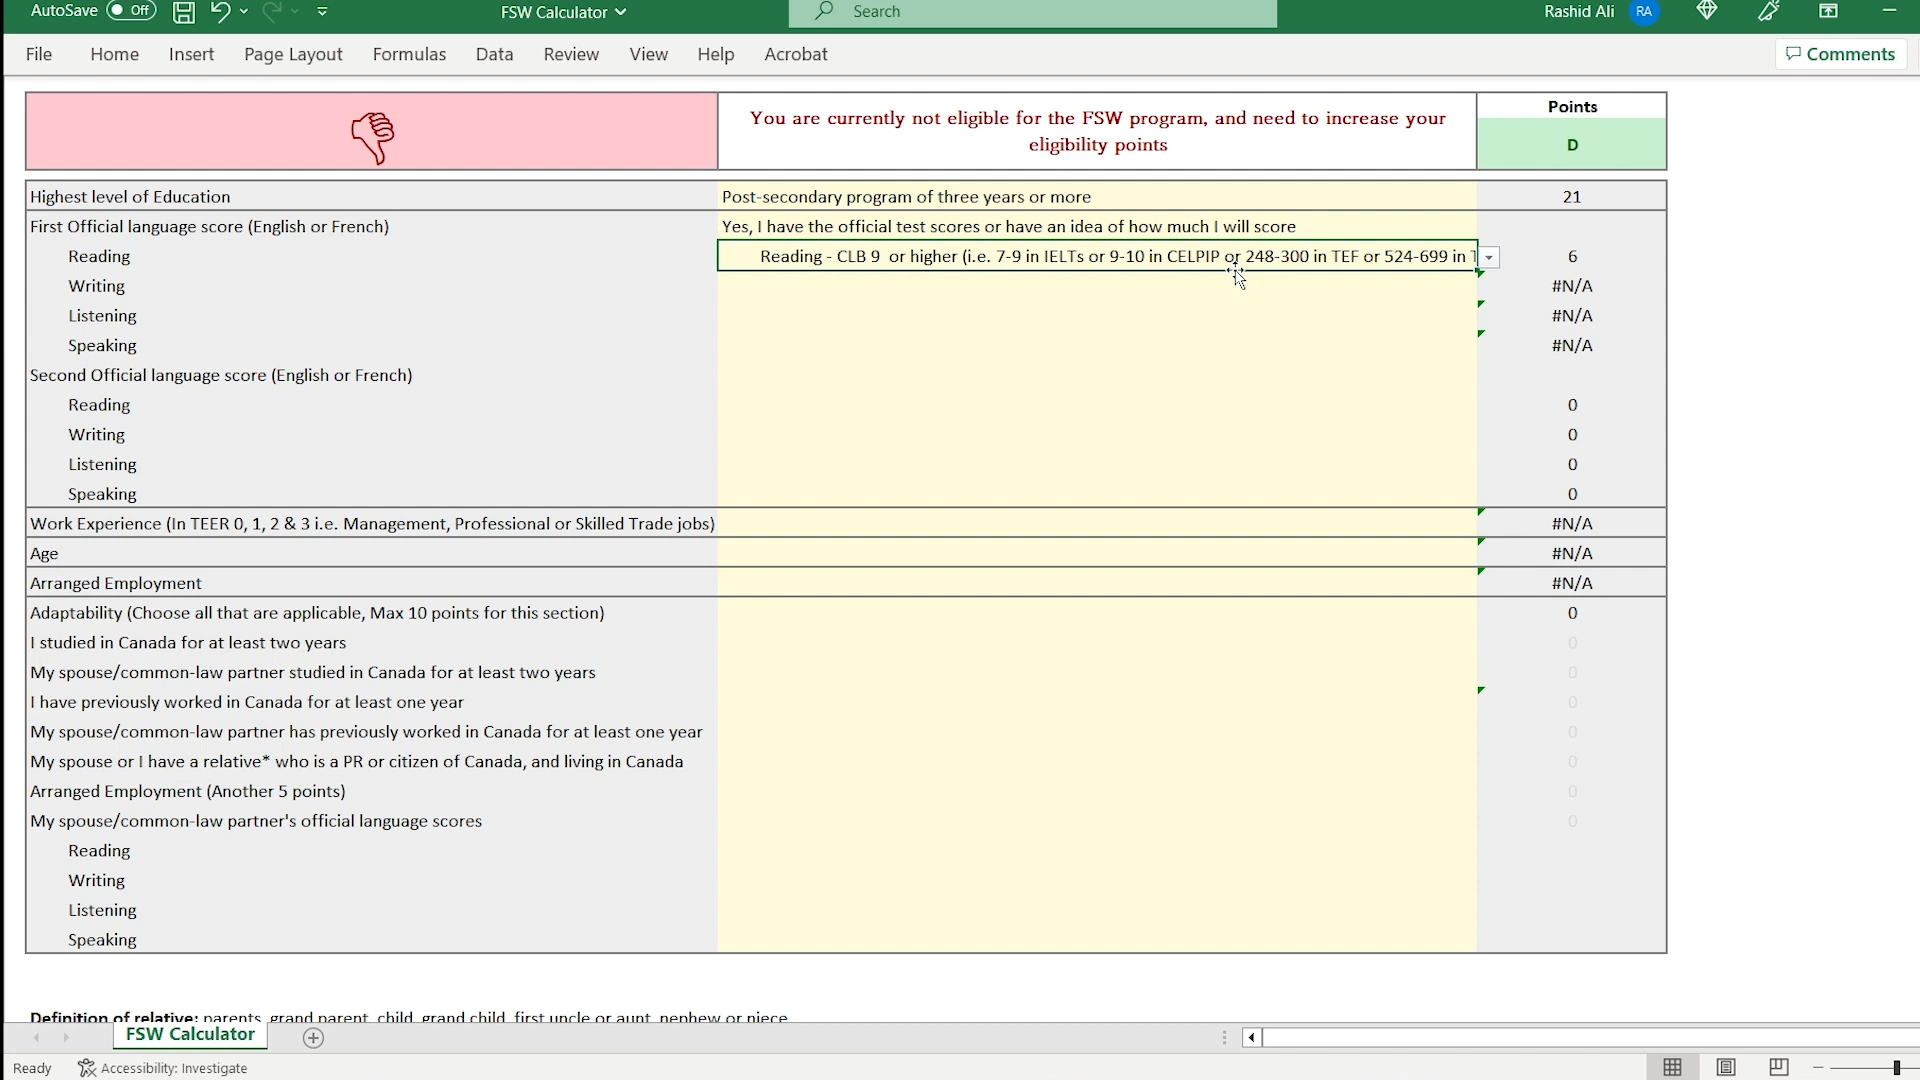 AutoSave Off FSW Calculator Search Rashid Ali RA
File Home Insert Page Layout Formulas Data Review View Help Acrobat Comments
You are currently not eligible for the FSW program, and need to increase your
eligibility points
Points
D
Highest level of Education Post-secondary program of three years or more 21
First Official language score (English or French) Yes, I have the official test scores or have an idea of how much I will score
Reading Reading - CLB 9 or higher (i.e. 7-9 in IELTs or 9-10 in CELPIP or 248-300 in TEF or 524-699 in 6
Writing #N/A
Listening #N/A
Speaking #N/A
Second Official language score (English or French)
Reading 0
Writing 0
Listening 0
Speaking 0
Work Experience (In TEER 0, 1, 2 & 3 i.e. Management, Professional or Skilled Trade jobs) #N/A
Age #N/A
Arranged Employment #N/A
Adaptability (Choose all that are applicable, Max 10 points for this section) 0
I studied in Canada for at least two years 0
My spouse/common-law partner studied in Canada for at least two years 0
I have previously worked in Canada for at least one year 0
My spouse/common-law partner has previously worked in Canada for at least one year 0
My spouse or I have a relative* who is a PR or citizen of Canada, and living in Canada 0
Arranged Employment (Another 5 points) 0
My spouse/common-law partner's official language scores 0
Reading
Writing
Listening
Speaking
Definition of relative: parents, grand parent, child, grand child, first uncle or aunt, nephew or niece
FSW Calculator
Ready Accessibility: Investigate